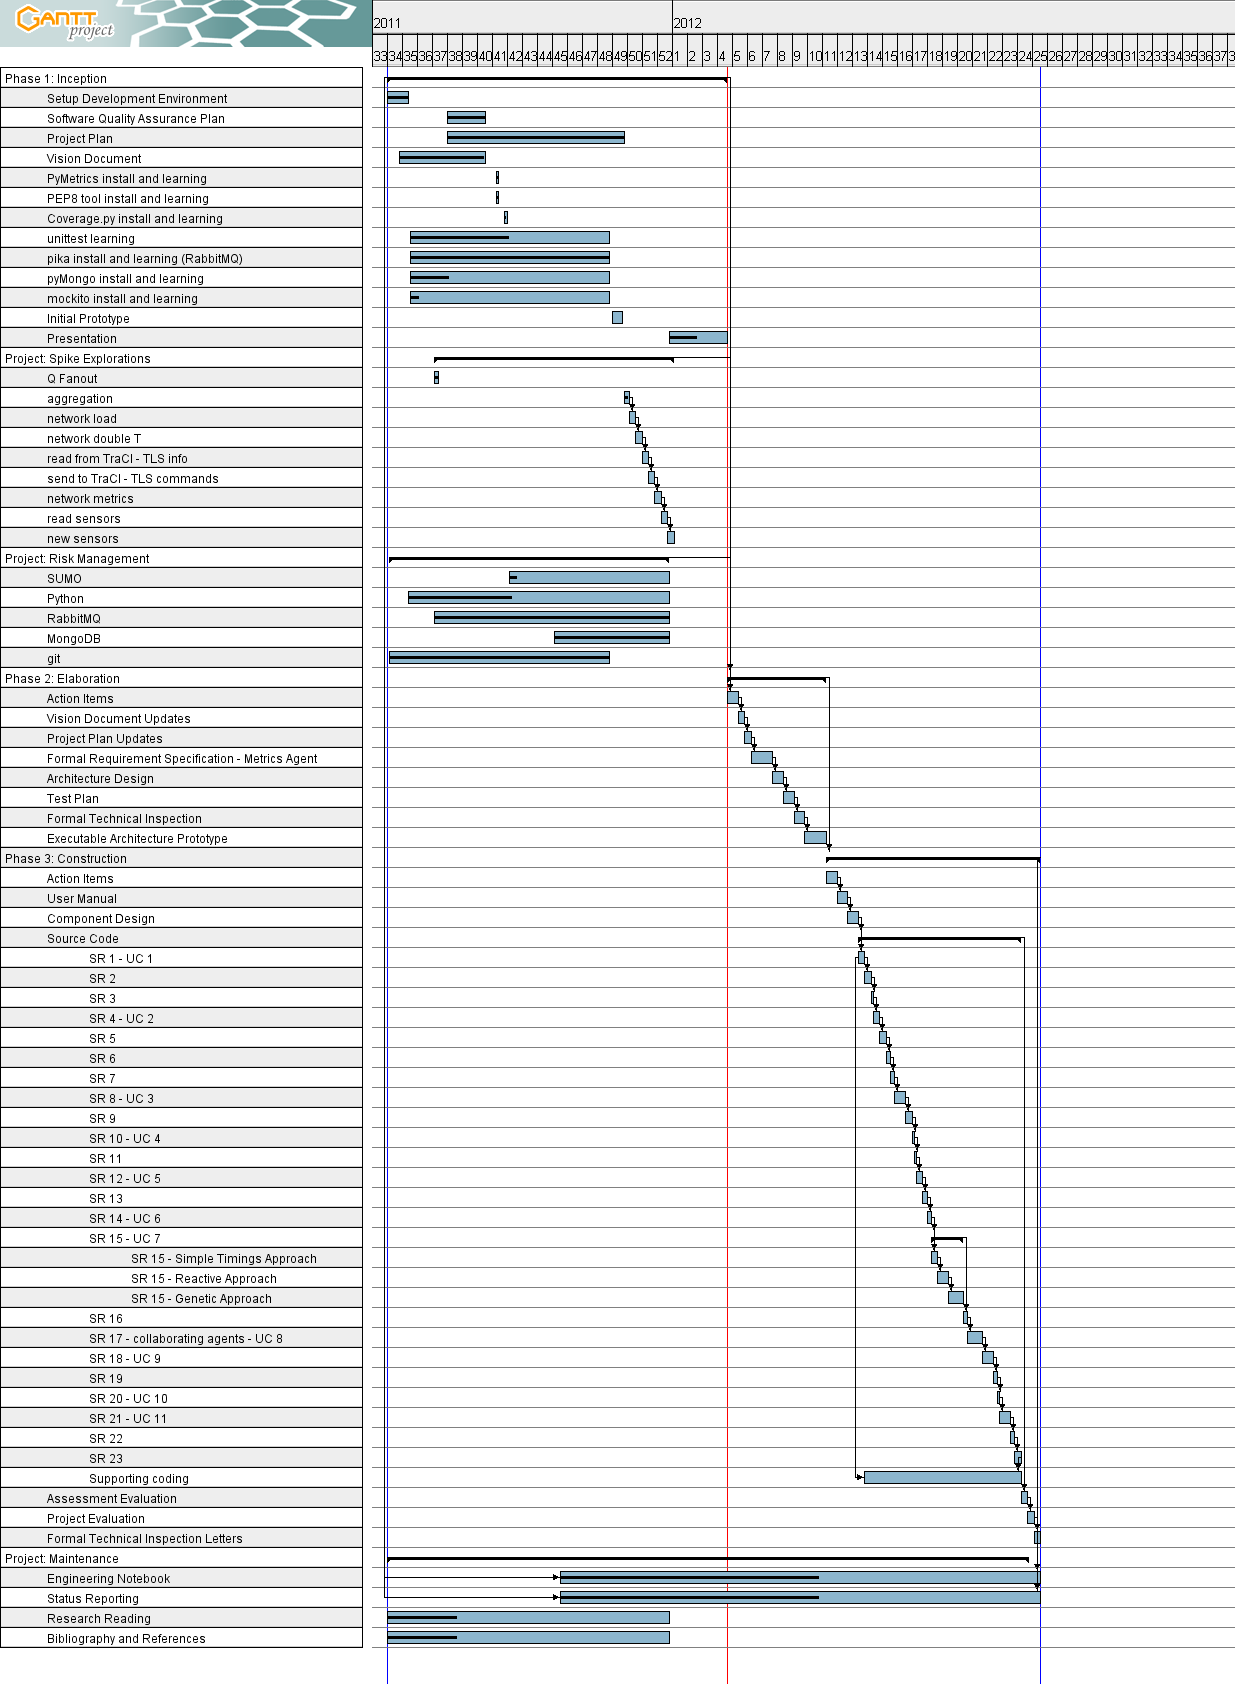 GANTT
project
2011 2012
33 34 35 36 37 38 39 40 41 42 43 44 45 46 47 48 49 50 51 52 1 2 3 4 5 6 7 8 9 10 11 12 13 14 15 16 17 18 19 20 21 22 23 24 25 26 27 28 29 30 31 32 33 34 35 36 37 3
Phase 1: Inception
Setup Development Environment
Software Quality Assurance Plan
Project Plan
Vision Document
PyMetrics install and learning
PEP8 tool install and learning
Coverage.py install and learning
unittest learning
pika install and learning (RabbitMQ)
pyMongo install and learning
mockito install and learning
Initial Prototype
Presentation
Project: Spike Explorations
Q Fanout
aggregation
network load
network double T
read from TraCI - TLS info
send to TraCI - TLS commands
network metrics
read sensors
new sensors
Project: Risk Management
SUMO
Python
RabbitMQ
MongoDB
git
Phase 2: Elaboration
Action Items
Vision Document Updates
Project Plan Updates
Formal Requirement Specification - Metrics Agent
Architecture Design
Test Plan
Formal Technical Inspection
Executable Architecture Prototype
Phase 3: Construction
Action Items
User Manual
Component Design
Source Code
SR 1 - UC 1
SR 2
SR 3
SR 4 - UC 2
SR 5
SR 6
SR 7
SR 8 - UC 3
SR 9
SR 10 - UC 4
SR 11
SR 12 - UC 5
SR 13
SR 14 - UC 6
SR 15 - UC 7
SR 15 - Simple Timings Approach
SR 15 - Reactive Approach
SR 15 - Genetic Approach
SR 16
SR 17 - collaborating agents - UC 8
SR 18 - UC 9
SR 19
SR 20 - UC 10
SR 21 - UC 11
SR 22
SR 23
Supporting coding
Assessment Evaluation
Project Evaluation
Formal Technical Inspection Letters
Project: Maintenance
Engineering Notebook
Status Reporting
Research Reading
Bibliography and References